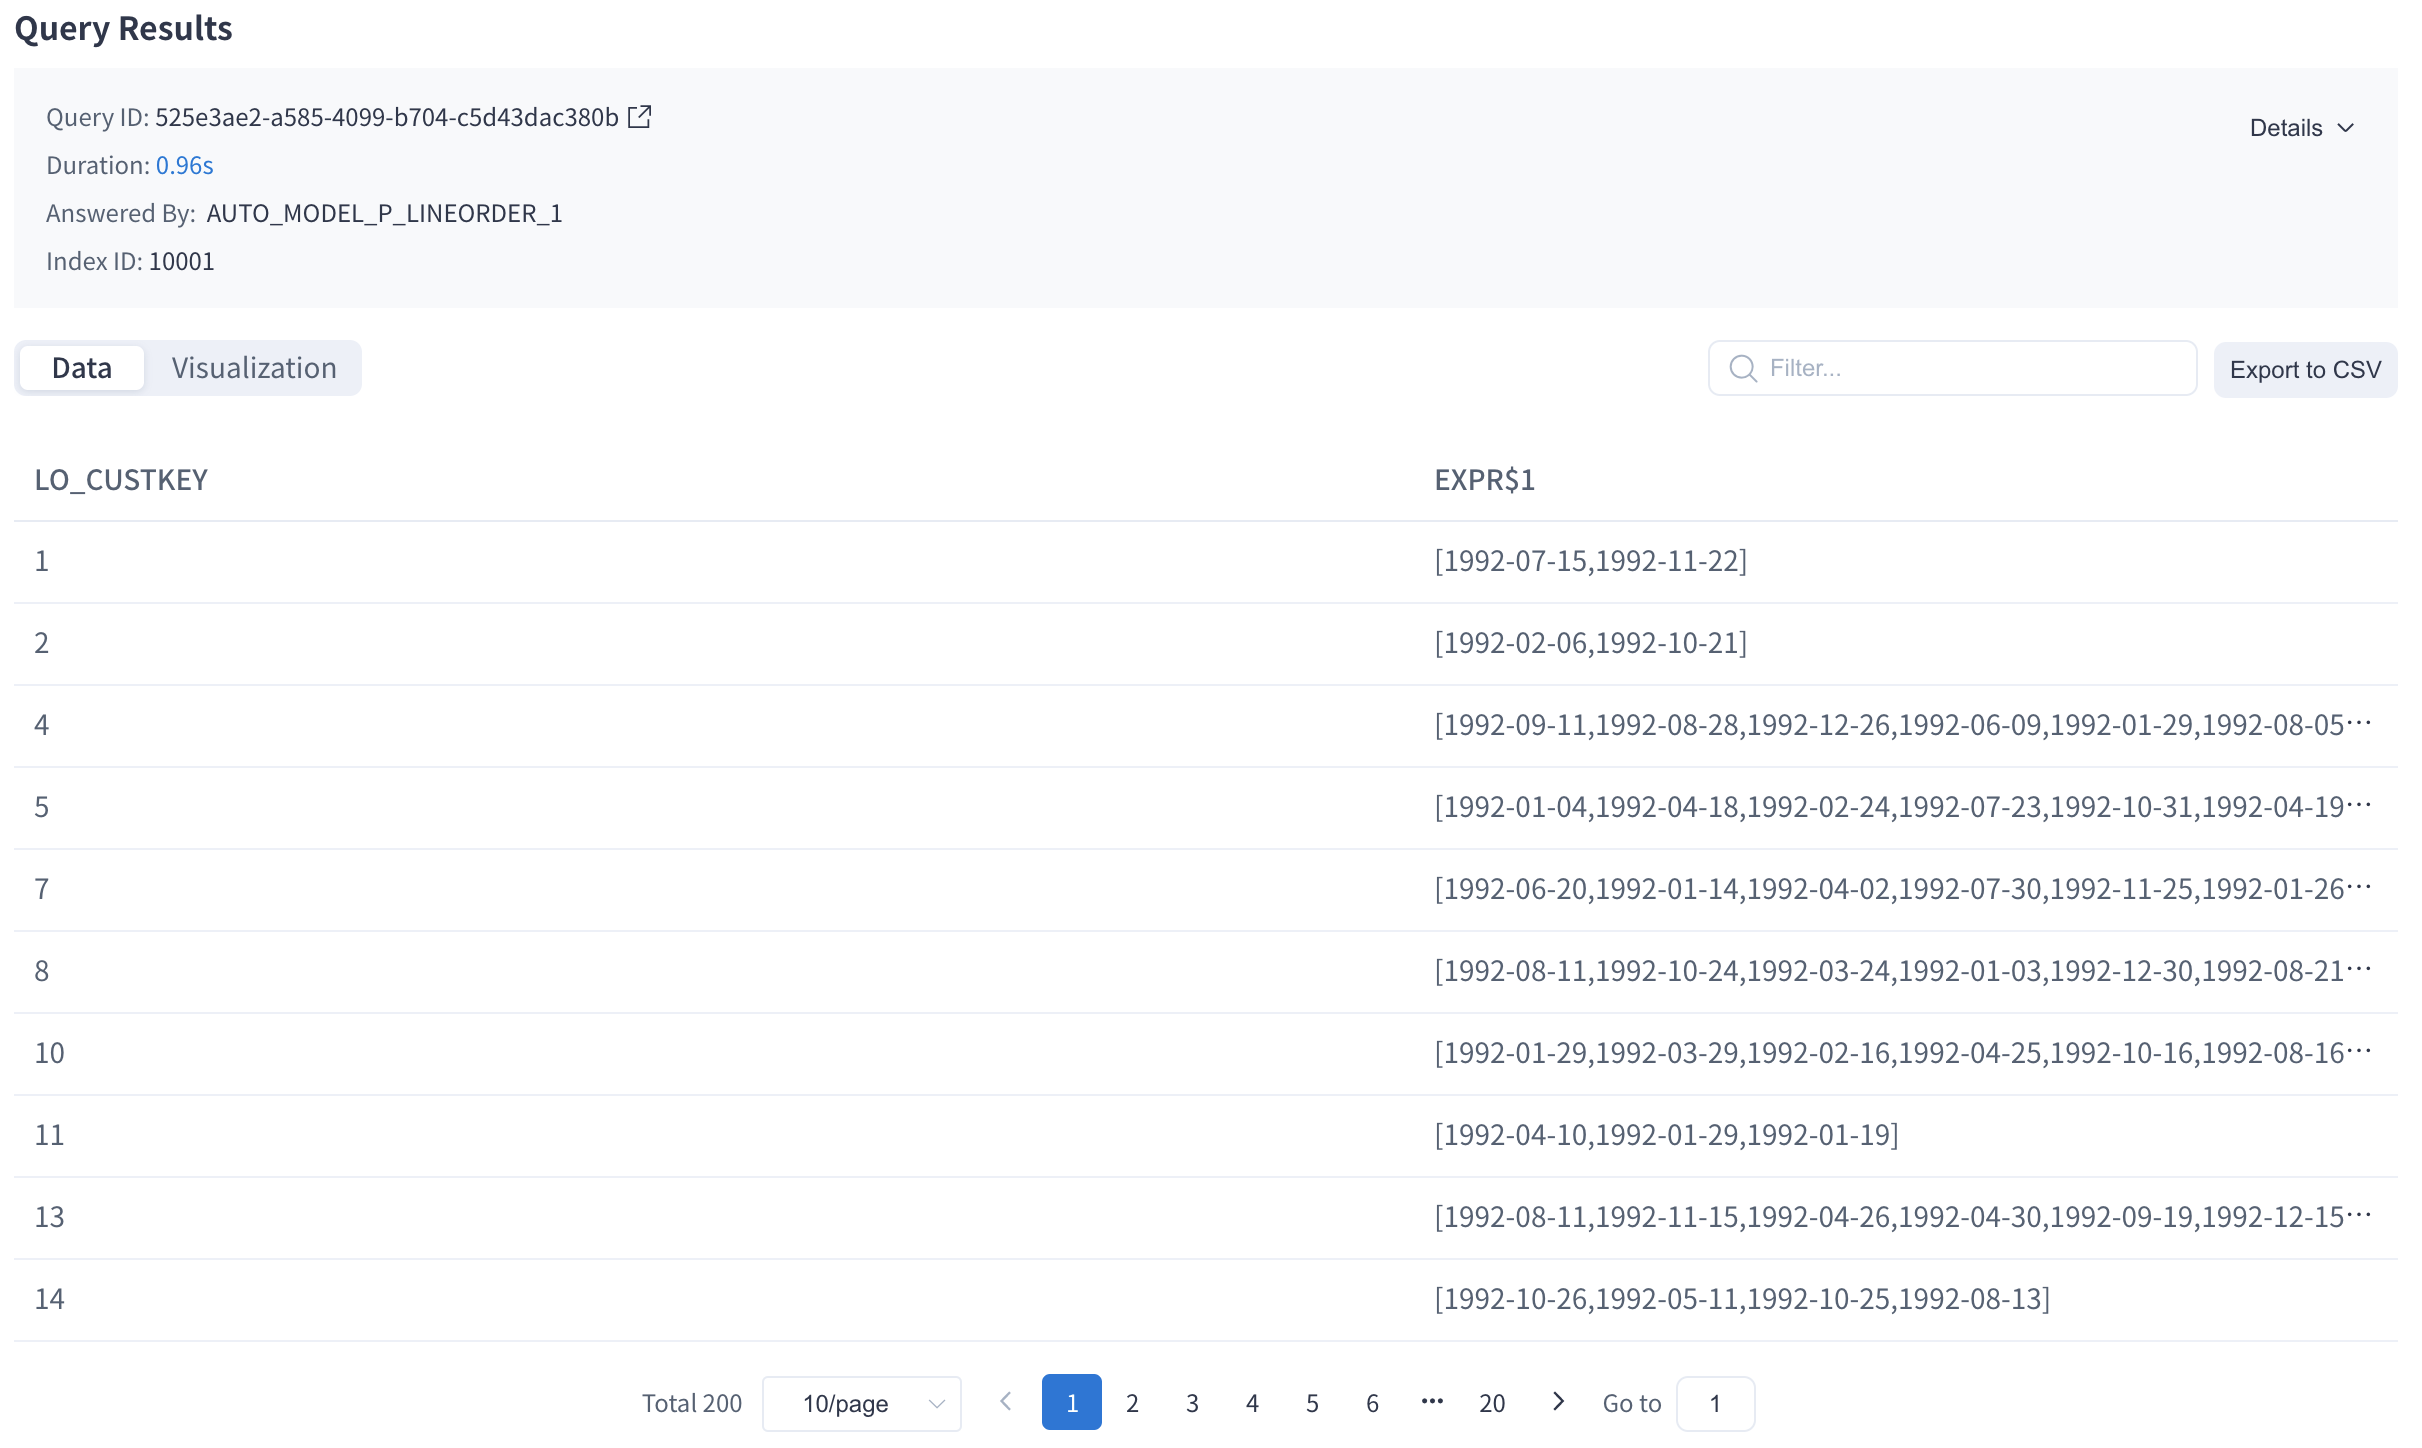 Query Results
Query ID: 525e3ae2-a585-4099-b704-c5d43dac380b
Details
Duration: 0.96s
Answered By: AUTO_MODEL_P_LINEORDER_1
Index ID: 10001
Data Visualization Filter... Export to CSV
LO_CUSTKEY EXPR$1
1 [1992-07-15,1992-11-22]
2 [1992-02-06,1992-10-21]
4 [1992-09-11,1992-08-28,1992-12-26,1992-06-09,1992-01-29,1992-08-05⋯
5 [1992-01-04,1992-04-18,1992-02-24,1992-07-23,1992-10-31,1992-04-19⋯
7 [1992-06-20,1992-01-14,1992-04-02,1992-07-30,1992-11-25,1992-01-26⋯
8 [1992-08-11,1992-10-24,1992-03-24,1992-01-03,1992-12-30,1992-08-21⋯
10 [1992-01-29,1992-03-29,1992-02-16,1992-04-25,1992-10-16,1992-08-16⋯
11 [1992-04-10,1992-01-29,1992-01-19]
13 [1992-08-11,1992-11-15,1992-04-26,1992-04-30,1992-09-19,1992-12-15⋯
14 [1992-10-26,1992-05-11,1992-10-25,1992-08-13]
Total 200 10/page 1 2 3 4 5 6 ••• 20 Go to 1